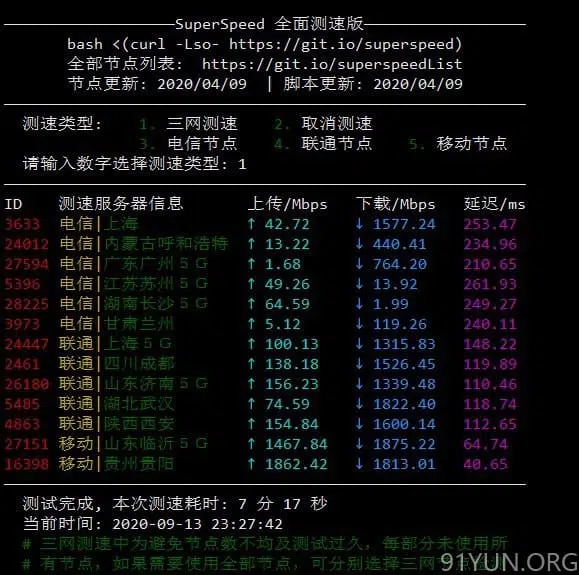 SuperSpeed 全面测速版
bash <(curl -Lso- https://git.io/superspeed)
全部节点列表: https://git.io/superspeedList
节点更新: 2020/04/09 | 脚本更新: 2020/04/09
测速类型: 1. 三网测速 2. 取消测速
3. 电信节点 4. 联通节点 5. 移动节点
请输入数字选择测速类型: 1
ID 测速服务器信息 上传/Mbps 下载/Mbps 延迟/ms
3633 电信|上海 ↑ 42.72 ↓ 1577.24 253.47
24012 电信|内蒙古呼和浩特 ↑ 13.22 ↓ 440.41 234.96
27594 电信|广东广州5G ↑ 1.68 ↓ 764.20 210.65
5396 电信|江苏苏州5G ↑ 49.26 ↓ 13.92 261.93
28225 电信|湖南长沙5G ↑ 64.59 ↓ 1.99 249.27
3973 电信|甘肃兰州 ↑ 5.12 ↓ 119.26 240.11
24447 联通|上海5G ↑ 100.13 ↓ 1315.83 148.22
2461 联通|四川成都 ↑ 138.18 ↓ 1526.45 119.89
26180 联通|山东济南5G ↑ 156.23 ↓ 1339.48 110.46
5485 联通|湖北武汉 ↑ 74.59 ↓ 1822.40 118.74
4863 联通|陕西西安 ↑ 154.84 ↓ 1600.14 112.65
27151 移动|山东临沂5G ↑ 1467.84 ↓ 1875.22 64.74
16398 移动|贵州贵阳 ↑ 1862.42 ↓ 1813.01 40.65
测试完成, 本次测速耗时: 7 分 17 秒
当前时间: 2020-09-13 23:27:42
# 三网测速中为避免节点数不均及测试过久，每部分未使用所
# 有节点，如果需要使用全部节点，可分别选择三网节点
91YUN.ORG